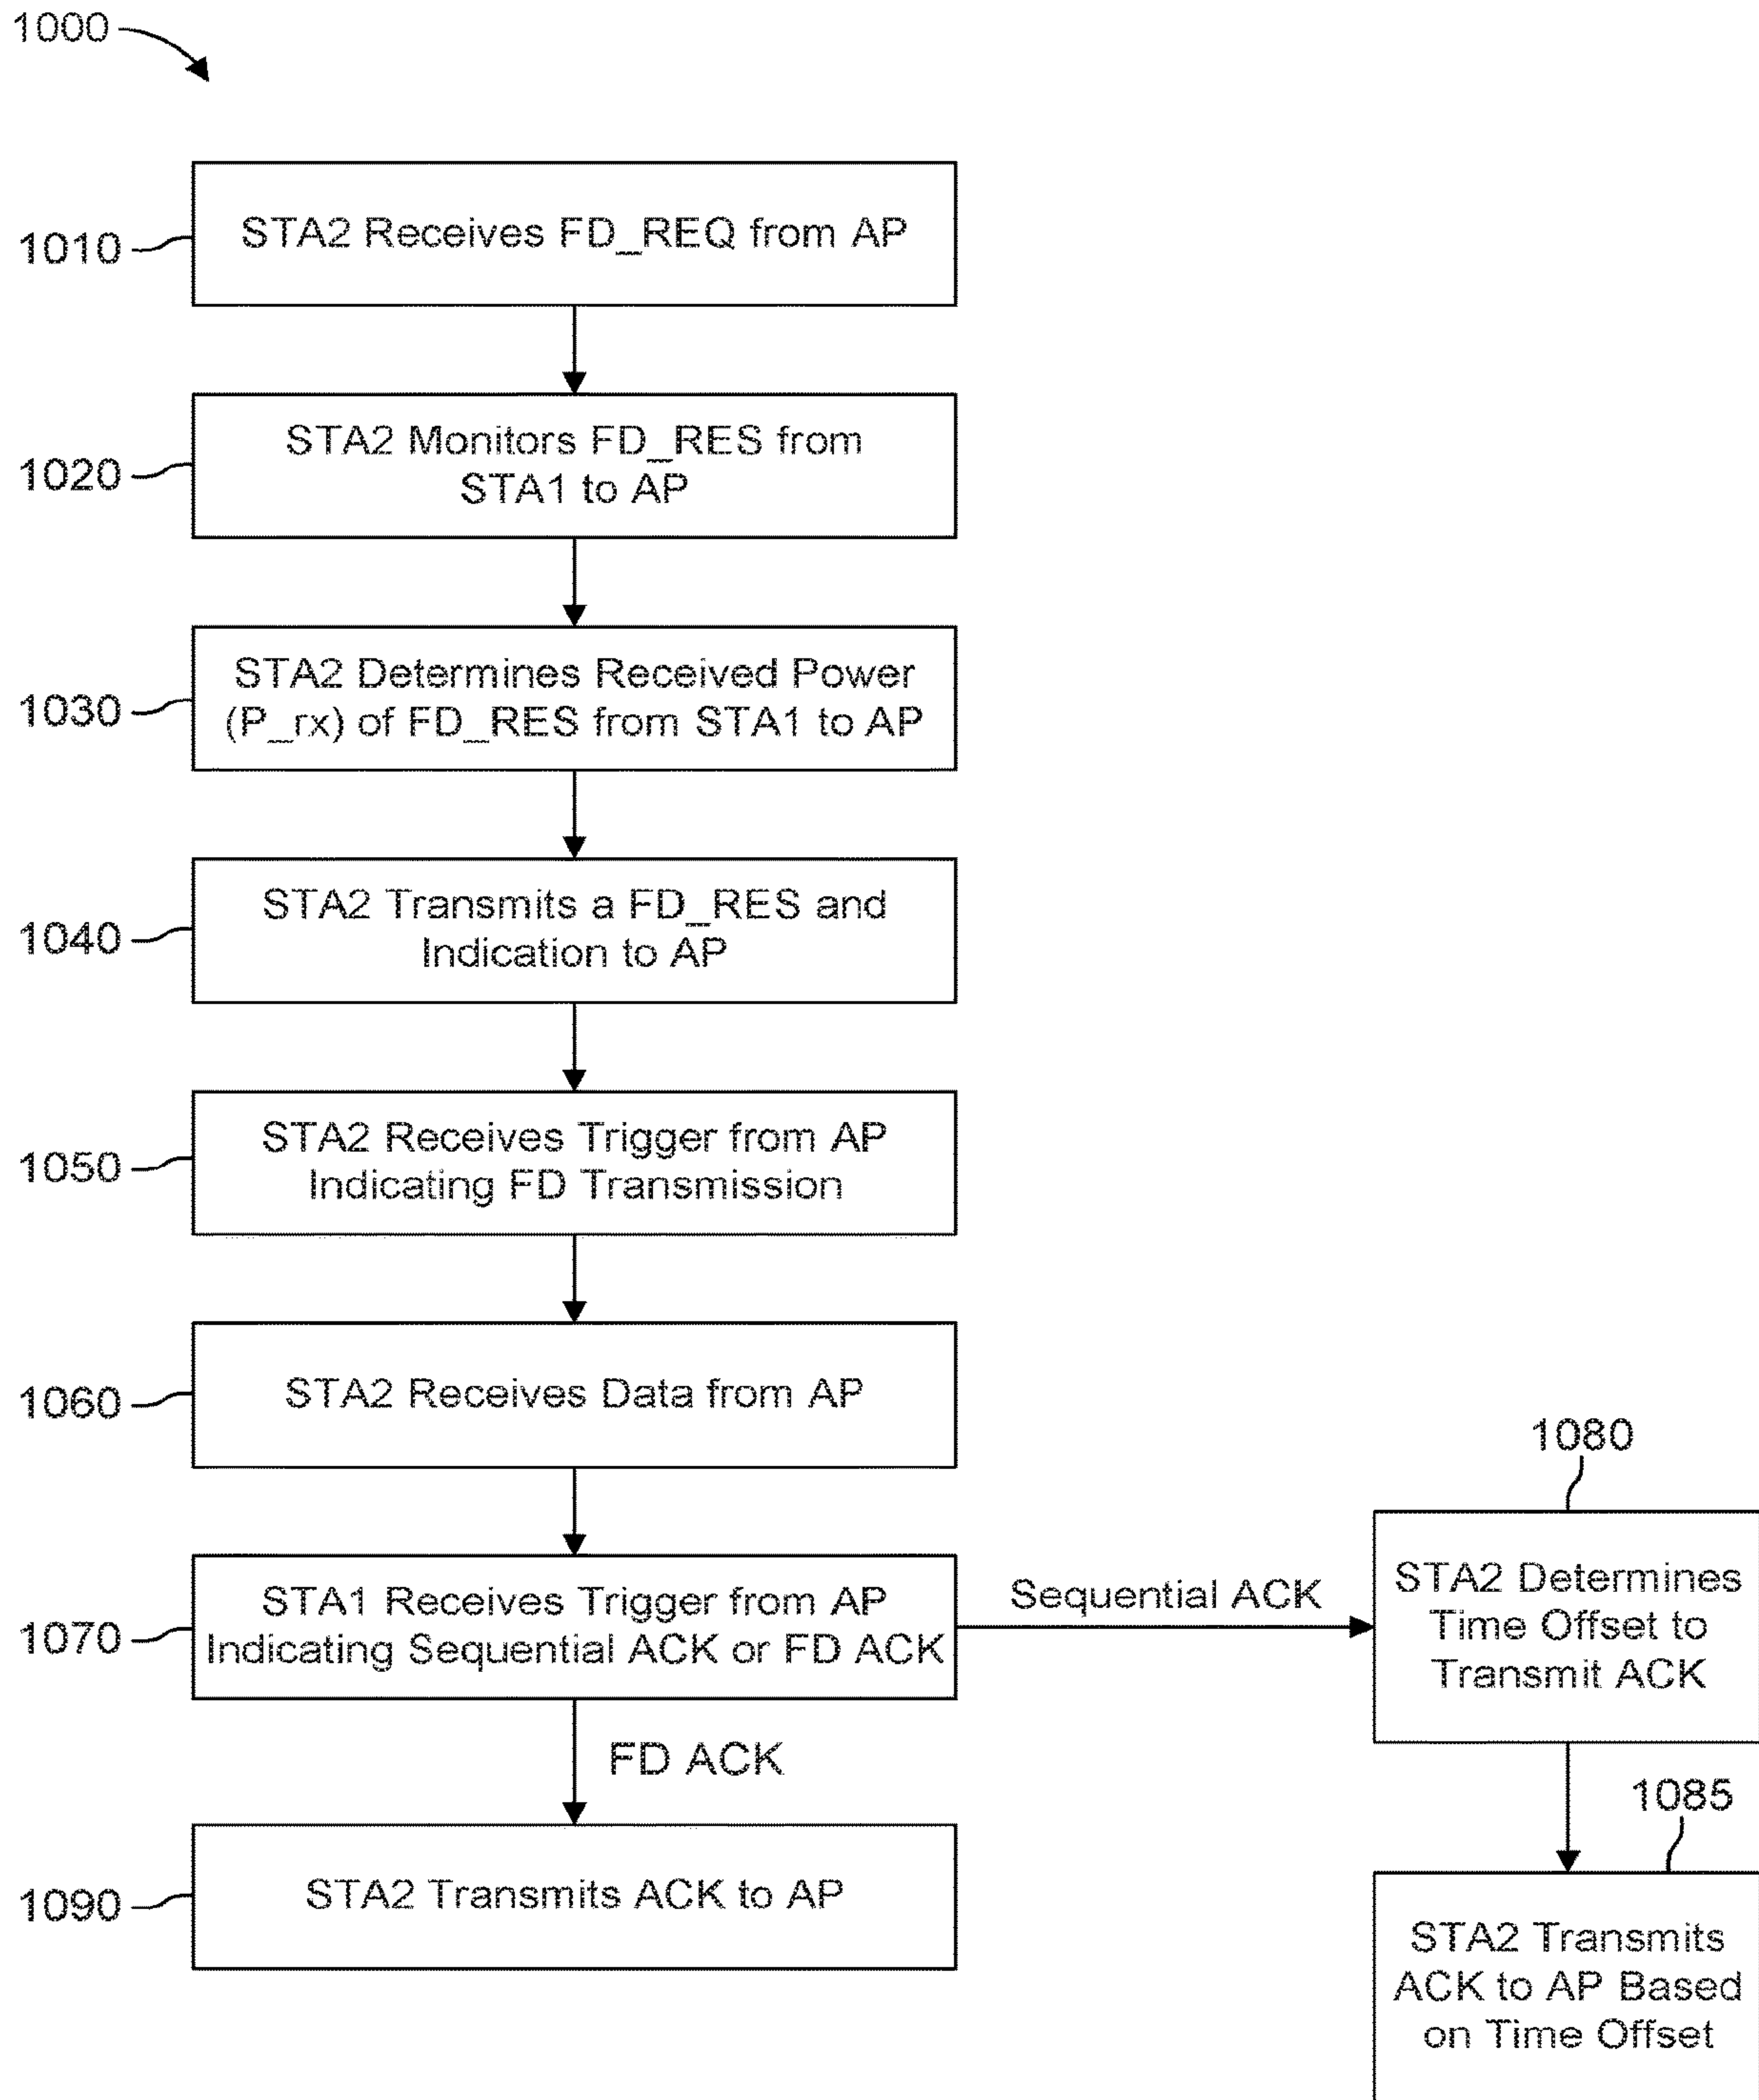 1000
1010
STA2 Receives FD_REQ from AP
1020
STA2 Monitors FD_RES from
STA1 to AP
1030
STA2 Determines Received Power
(P_rx) of FD_RES from STA1 to AP
1040
STA2 Transmits a FD_RES and
Indication to AP
1050
STA2 Receives Trigger from AP
Indicating FD Transmission
1060
STA2 Receives Data from AP
1070
STA1 Receives Trigger from AP
Indicating Sequential ACK or FD ACK
Sequential ACK
1080
STA2 Determines
Time Offset to
Transmit ACK
FD ACK
1085
STA2 Transmits
ACK to AP Based
on Time Offset
1090
STA2 Transmits ACK to AP